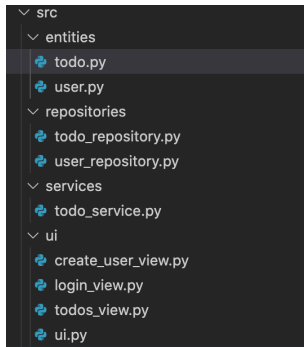 src
entities
todo.py
user.py
repositories
todo_repository.py
user_repository.py
services
todo_service.py
ui
create_user_view.py
login_view.py
todos_view.py
ui.py